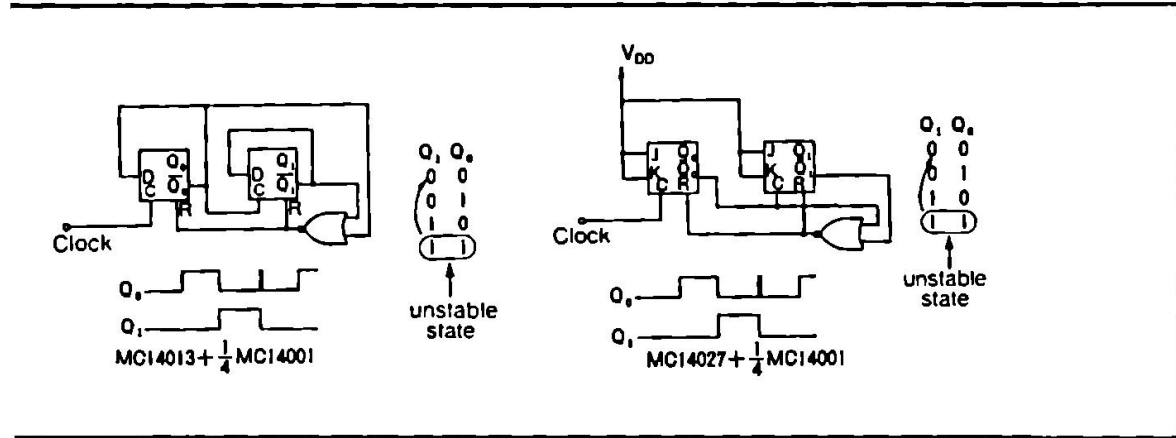 V_DD
D Q₀
C Q̅₀
R
D Q₁
C Q̅₁
R
Clock
Q₁ Q₀
0 0
0 1
1 0
1 1
unstable
state
Q₀
Q₁
MC14013+1/4 MC14001
J Q₀
K Q̅₀
C R
J Q₁
K Q̅₁
C R
Clock
Q₁ Q₀
0 0
0 1
1 0
1 1
unstable
state
Q₀
Q₁
MC14027+1/4 MC14001